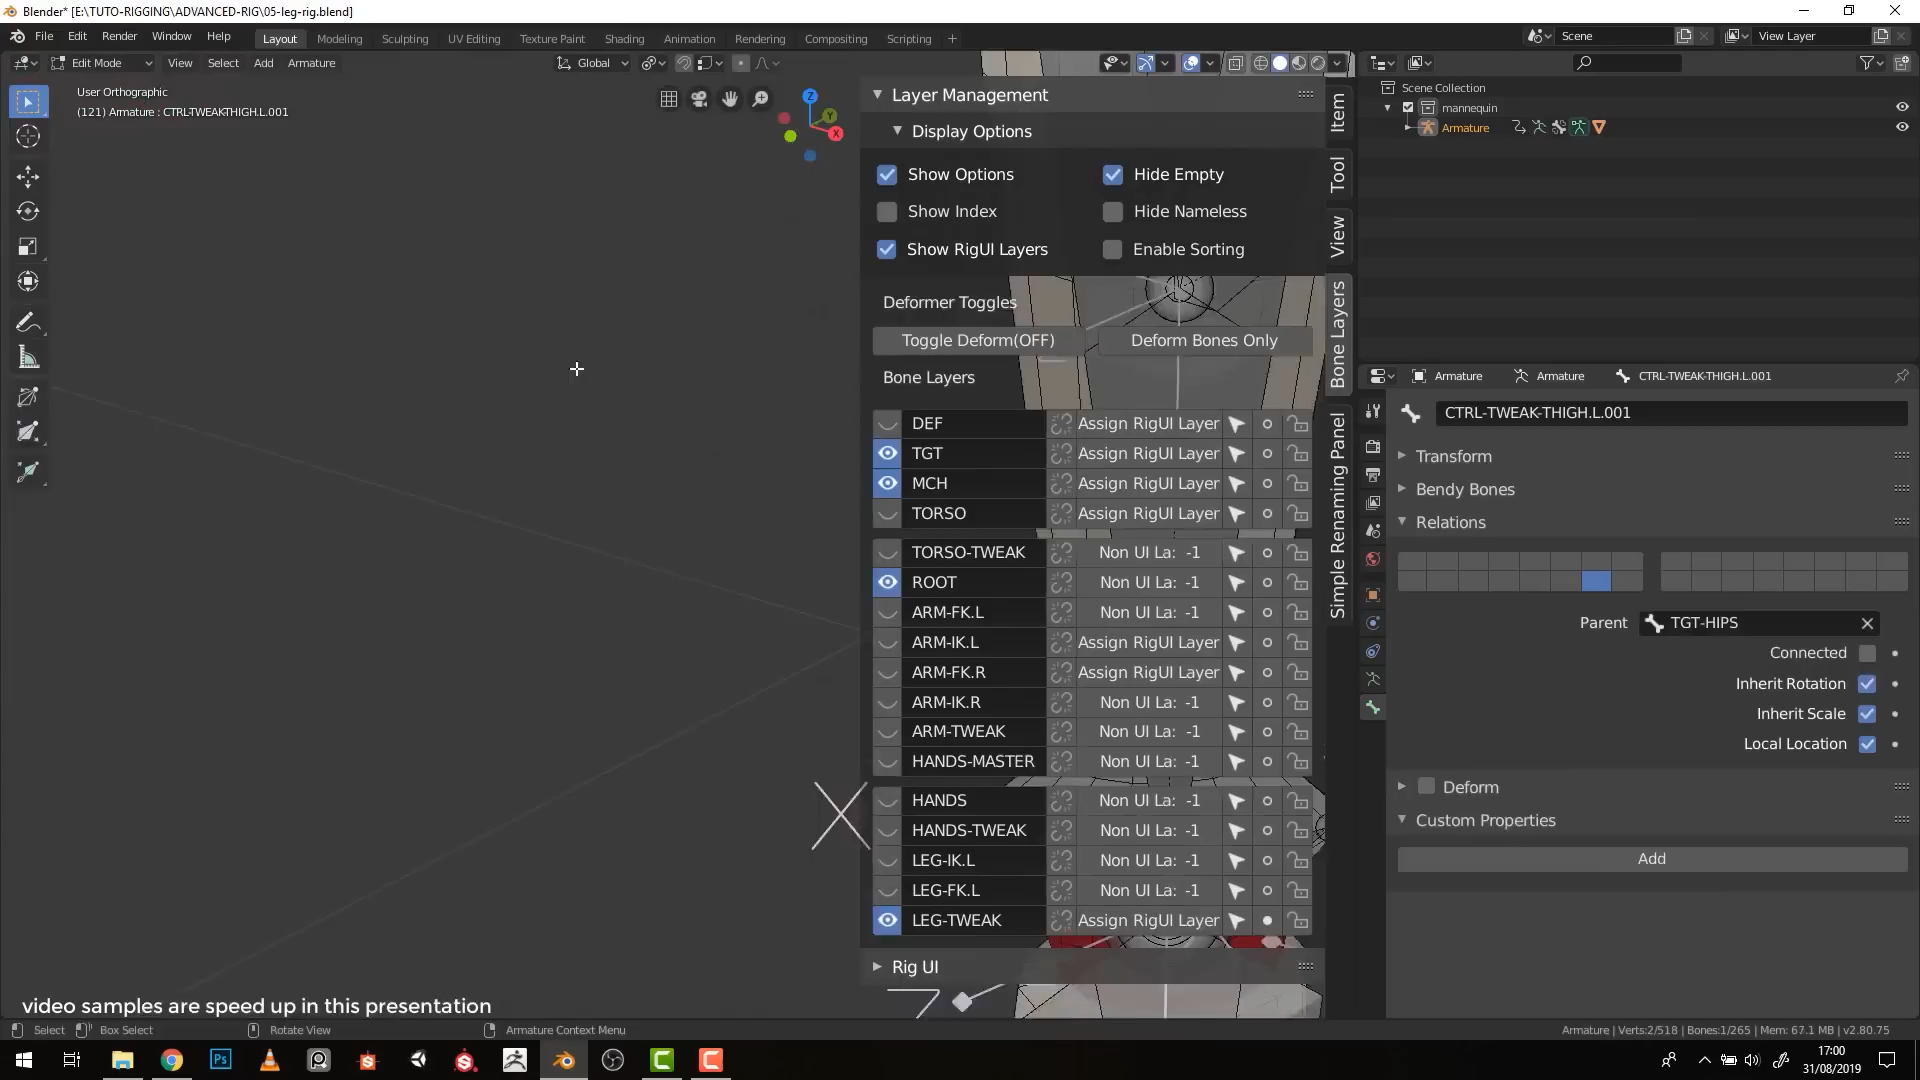 Blender* [E:\TUTO-RIGGING\ADVANCED-RIG\05-leg-rig.blend]
File Edit Render Window Help Layout Modeling Sculpting UV Editing Texture Paint Shading Animation Rendering Compositing Scripting + Scene View Layer
Edit Mode View Select Add Armature Global
User Orthographic
(121) Armature : CTRL-TWEAK-THIGH.L.001
Z
Y
X
Layer Management
Display Options
Show Options Hide Empty
Show Index Hide Nameless
Show RigUI Layers Enable Sorting
Deformer Toggles
Toggle Deform(OFF) Deform Bones Only
Bone Layers
DEF Assign RigUI Layer
TGT Assign RigUI Layer
MCH Assign RigUI Layer
TORSO Assign RigUI Layer
TORSO-TWEAK Non UI La: -1
ROOT Non UI La: -1
ARM-FK.L Non UI La: -1
ARM-IK.L Assign RigUI Layer
ARM-FK.R Assign RigUI Layer
ARM-IK.R Non UI La: -1
ARM-TWEAK Non UI La: -1
HANDS-MASTER Non UI La: -1
HANDS Non UI La: -1
HANDS-TWEAK Non UI La: -1
LEG-IK.L Non UI La: -1
LEG-FK.L Non UI La: -1
LEG-TWEAK Assign RigUI Layer
Rig UI
Item
Tool
View
Bone Layers
Simple Renaming Panel
Scene Collection
mannequin
Armature
Armature Armature CTRL-TWEAK-THIGH.L.001
CTRL-TWEAK-THIGH.L.001
Transform
Bendy Bones
Relations
Parent TGT-HIPS
Connected
Inherit Rotation
Inherit Scale
Local Location
Deform
Custom Properties
Add
video samples are speed up in this presentation
Select Box Select Rotate View Armature Context Menu Armature | Verts:2/518 | Bones:1/265 | Mem: 67.1 MB | v2.80.75
Ps
17:00
31/08/2019